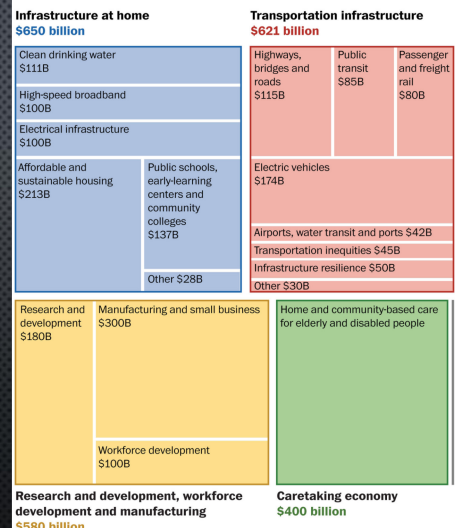 Infrastructure at home
$650 billion
Transportation infrastructure
$621 billion
Clean drinking water
$111B
High-speed broadband
$100B
Electrical infrastructure
$100B
Affordable and
sustainable housing
$213B
Public schools,
early-learning
centers and
community
colleges
$137B
Other $28B
Highways,
bridges and
roads
$115B
Public
transit
$85B
Passenger
and freight
rail
$80B
Electric vehicles
$174B
Airports, water transit and ports $42B
Transportation inequities $45B
Infrastructure resilience $50B
Other $30B
Research and
development
$180B
Manufacturing and small business
$300B
Workforce development
$100B
Home and community-based care
for elderly and disabled people
Research and development, workforce
development and manufacturing
$580 billion
Caretaking economy
$400 billion